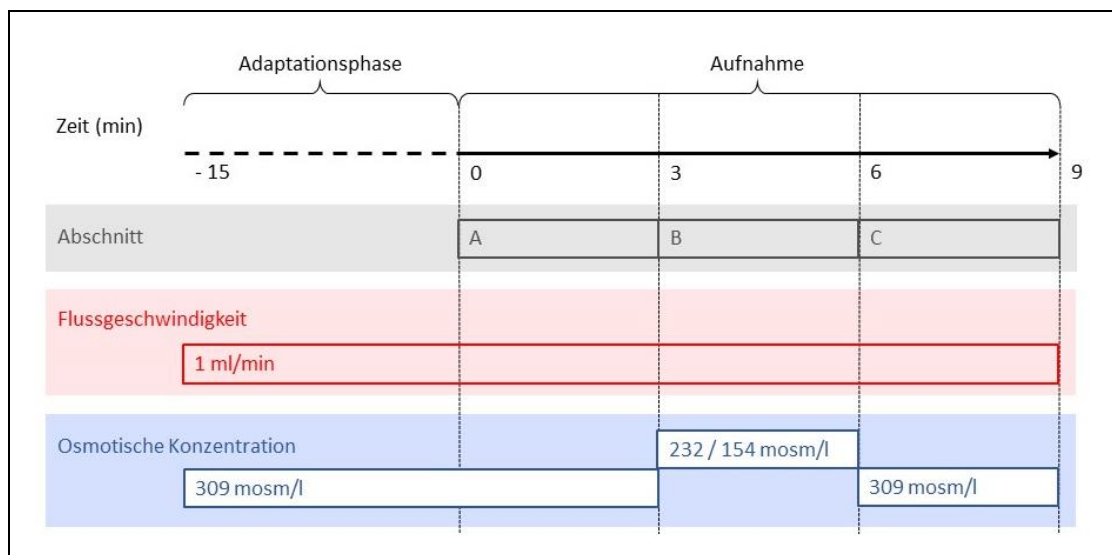 Adaptationsphase Aufnahme
Zeit (min)
- 15 0 3 6 9
Abschnitt A B C
Flussgeschwindigkeit
1 ml/min
Osmotische Konzentration
232 / 154 mosm/l
309 mosm/l 309 mosm/l